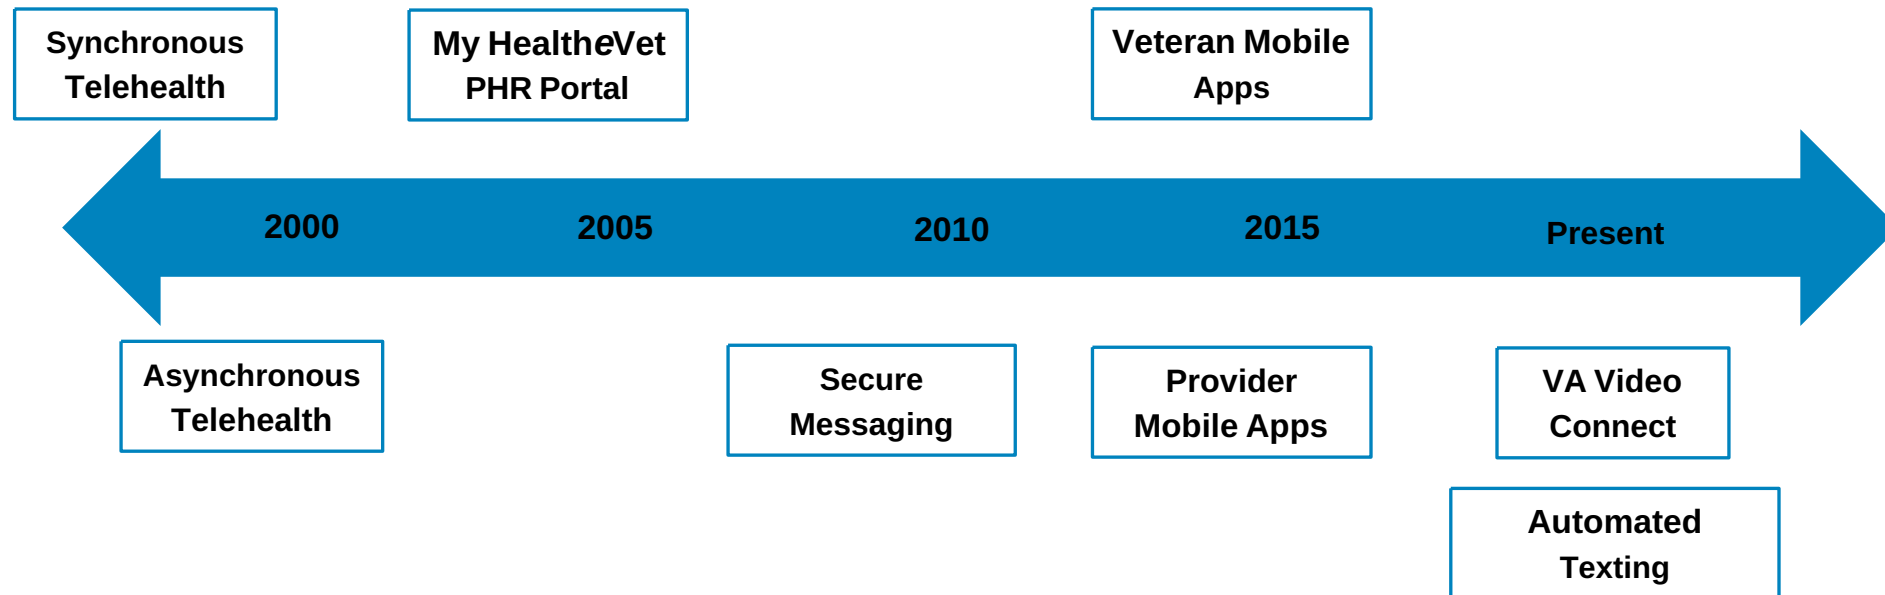 Synchronous
Telehealth
My HealtheVet
PHR Portal
Veteran Mobile
Apps
2000
2005
2010
2015
Present
Asynchronous
Telehealth
Secure
Messaging
Provider
Mobile Apps
VA Video
Connect
Automated
Texting